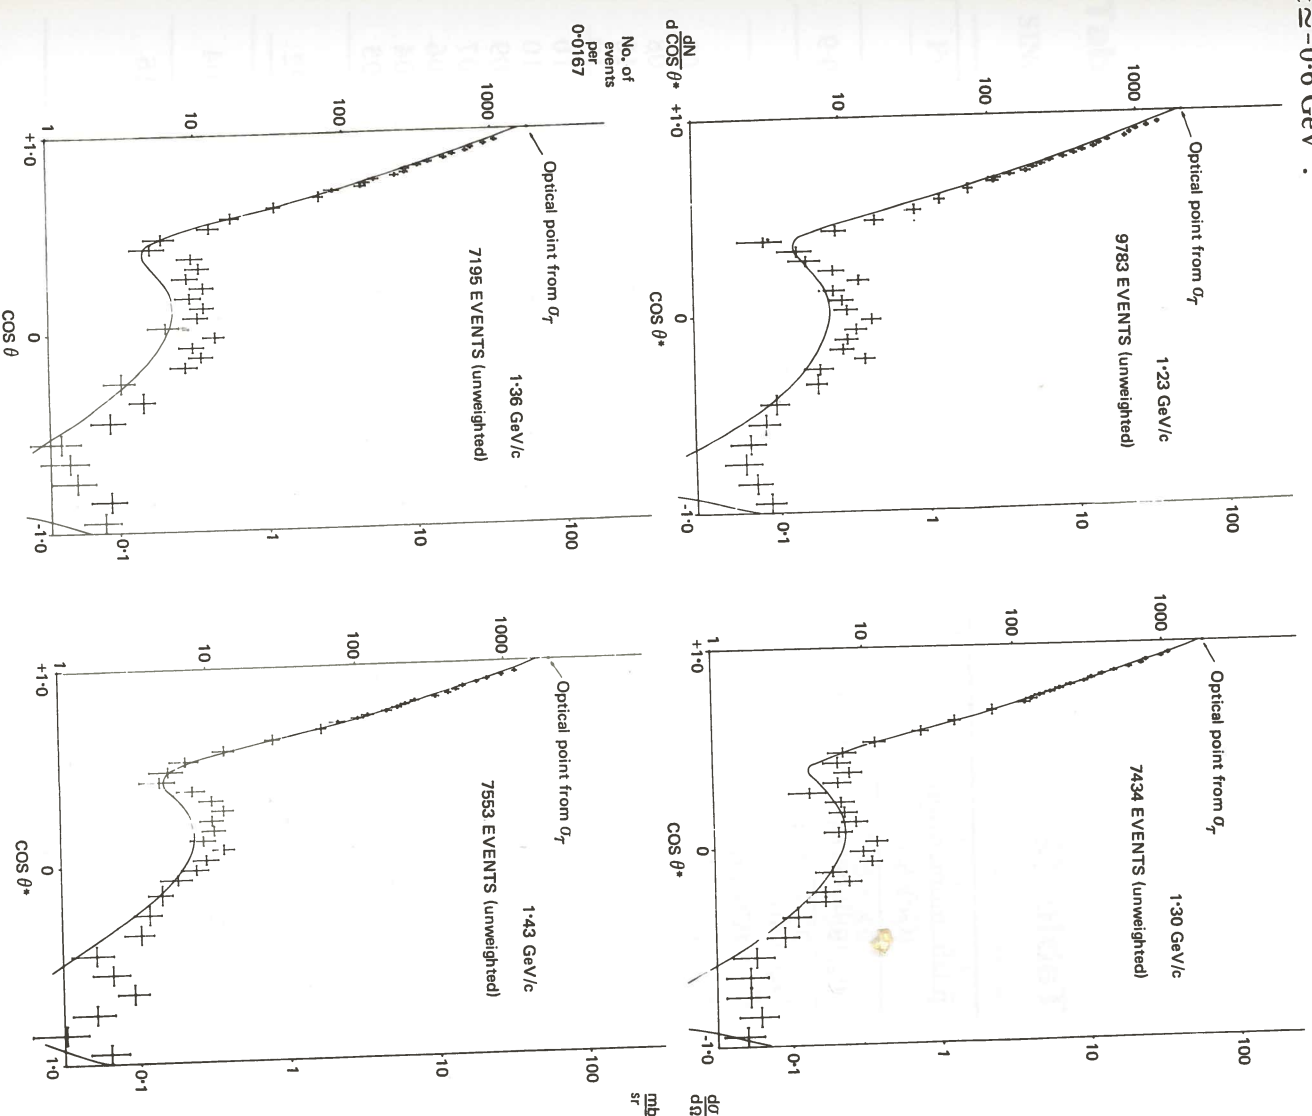 ≃-0·6 GeV .
dN
d COS θ*
No. of
events
per
0·0167
1000
100
10
+1·0
Optical point from σT
9783 EVENTS (unweighted)
1·23 GeV/c
0
COS θ*
-1·0
0·1
1
10
100
1000
100
10
1
+1·0
Optical point from σT
7434 EVENTS (unweighted)
1·30 GeV/c
0
COS θ*
-1·0
0·1
1
10
100
dσ
dΩ
mb
sr
1000
100
10
1
+1·0
Optical point from σT
7195 EVENTS (unweighted)
1·36 GeV/c
0
COS θ
-1·0
0·1
1
10
100
1000
100
10
1
+1·0
Optical point from σT
7553 EVENTS (unweighted)
1·43 GeV/c
0
COS θ*
1·0
0·1
1
10
100